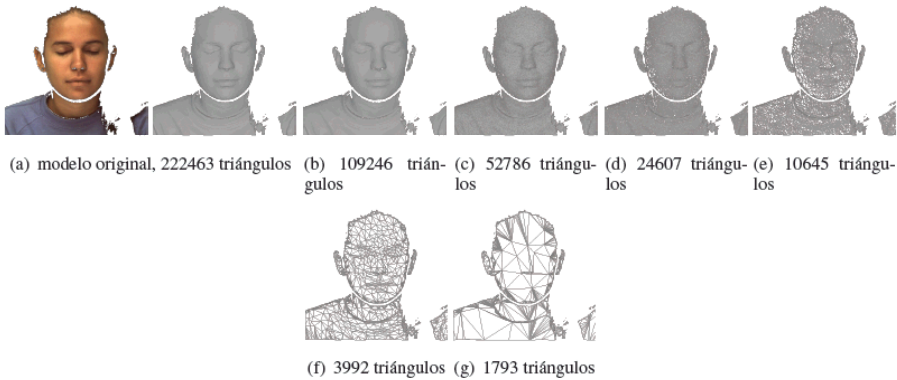 (a) modelo original, 222463 triángulos
(b) 109246 trián-
gulos
(c) 52786 triángu-
los
(d) 24607 triángu-
los
(e) 10645 triángu-
los
(f) 3992 triángulos
(g) 1793 triángulos